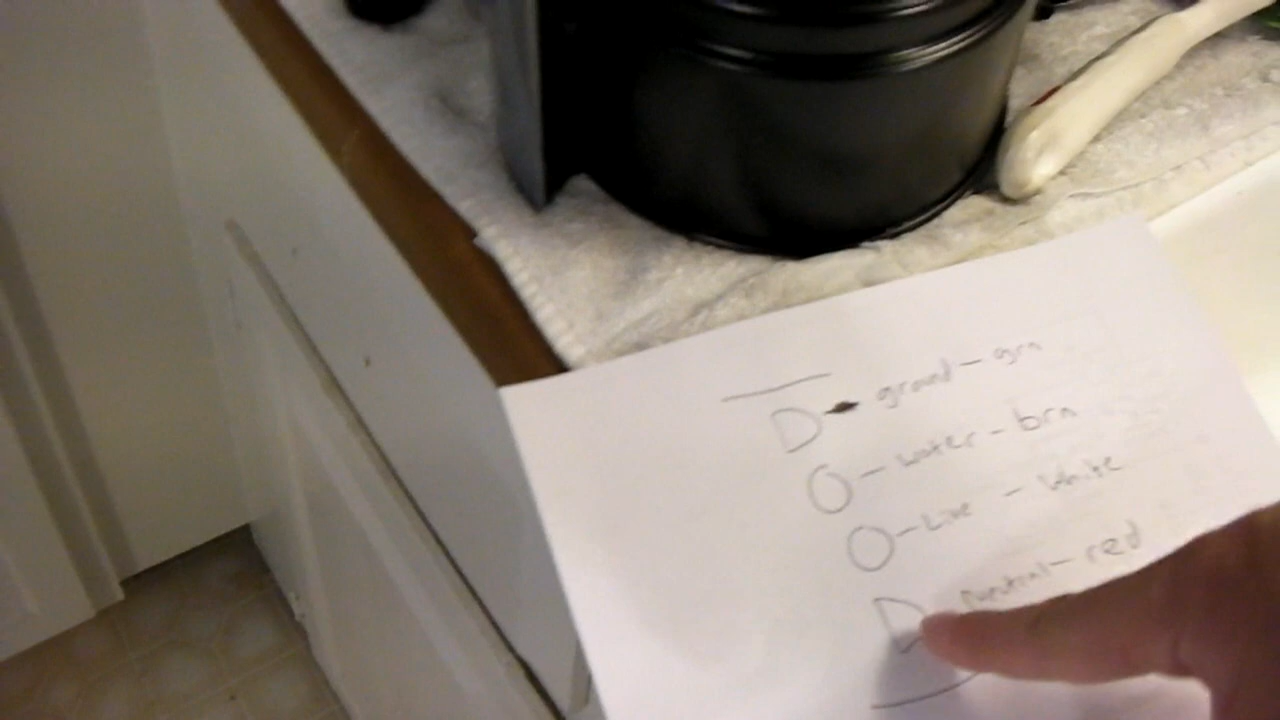 D - ground - grn
O - water - brn
O - Live - White
D neutral - red